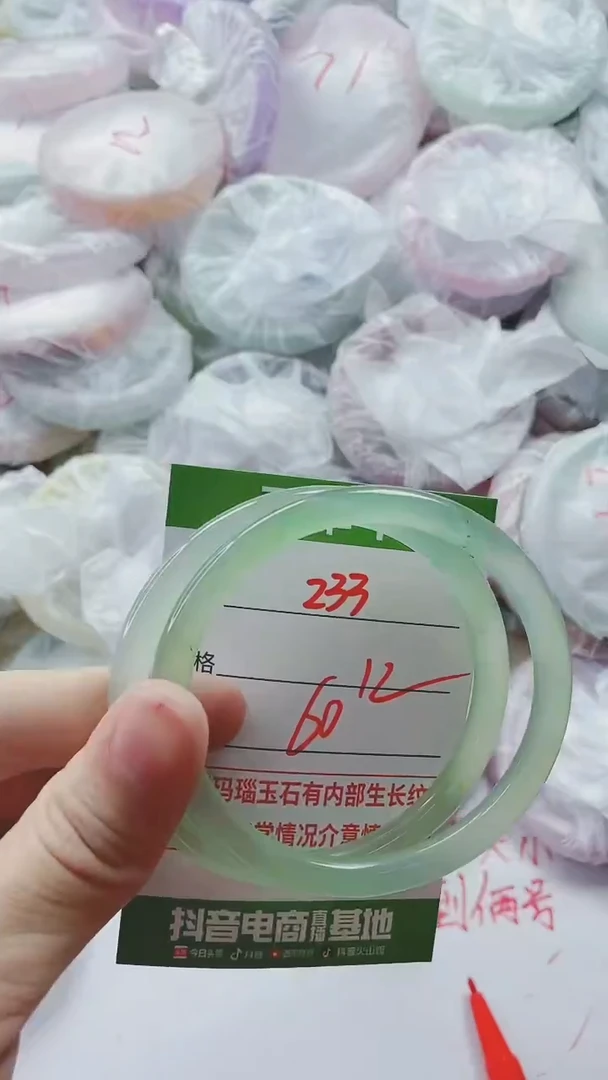 71
233
格
12
60
玛瑙玉石有内部生长纹
常情况介意慎
抖音电商直播基地
今日头条 抖音 抖音火山版
到俩号